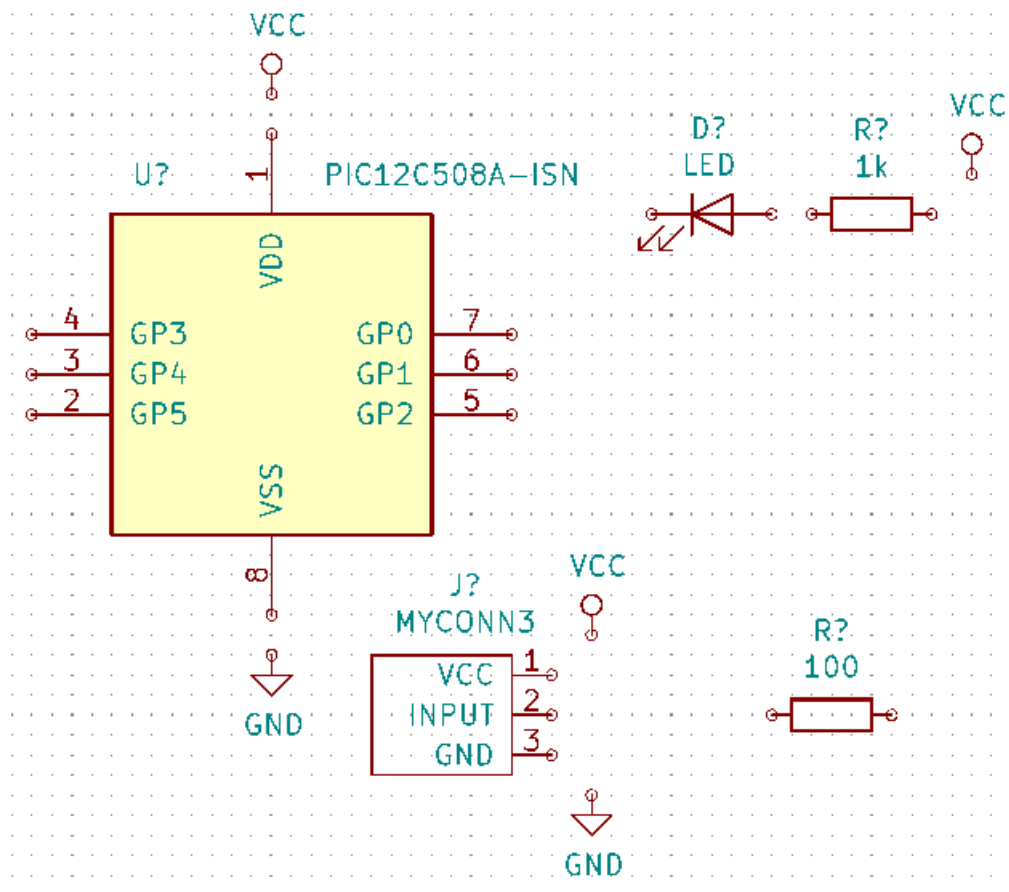 VCC
U?
PIC12C508A-ISN
1
VDD
4
GP3
3
GP4
2
GP5
GP0
7
GP1
6
GP2
5
VSS
8
GND
D?
LED
R?
1k
VCC
J?
MYCONN3
VCC
1
INPUT
2
GND
3
VCC
GND
R?
100